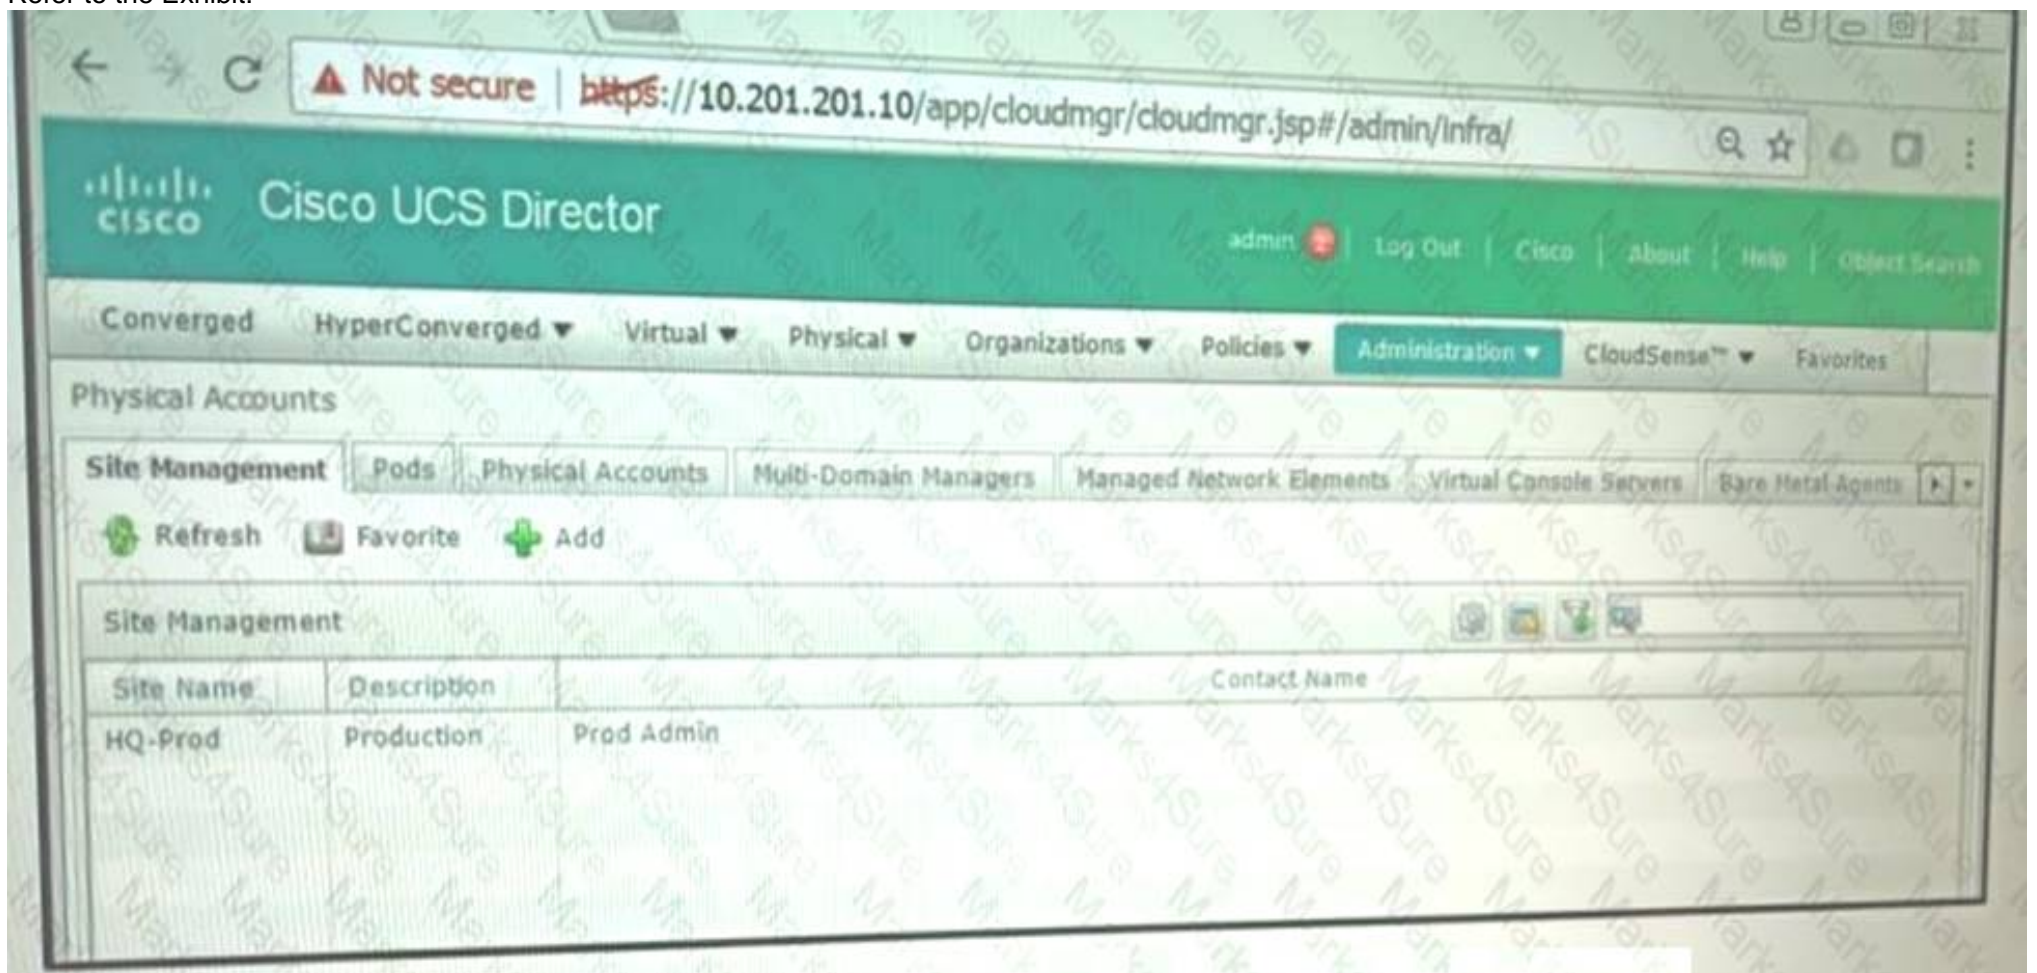 Refer to the Exhibit.
Not secure | https://10.201.201.10/app/cloudmgr/cloudmgr.jsp#/admin/infra/
CISCO Cisco UCS Director
admin | Log Out | Cisco | About | Help | Object Search
Converged HyperConverged Virtual Physical Organizations Policies Administration CloudSense™ Favorites
Physical Accounts
Site Management Pods Physical Accounts Multi-Domain Managers Managed Network Elements Virtual Console Servers Bare Metal Agents
Refresh Favorite Add
Site Management
Site Name Description Contact Name
HQ-Prod Production Prod Admin
Marks4Sure